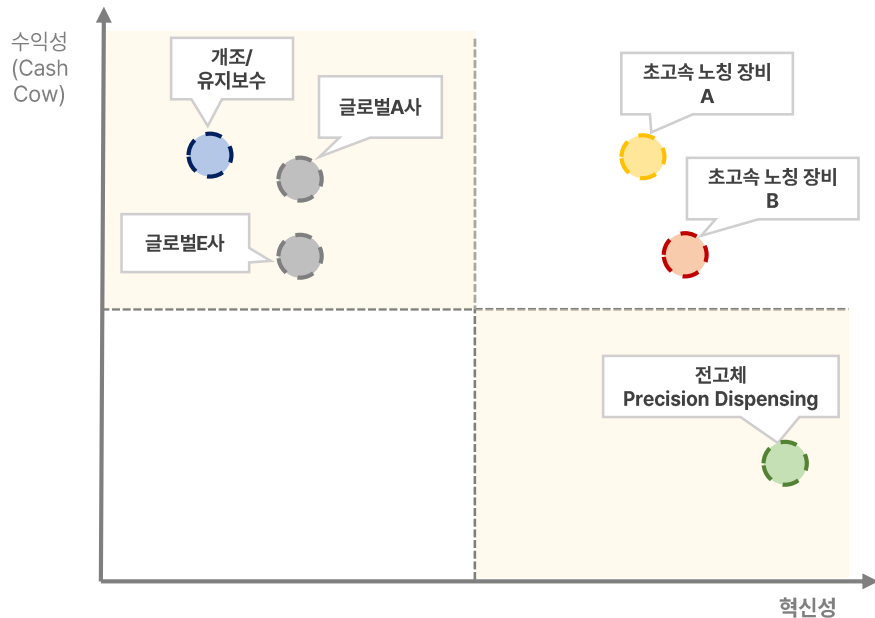 수익성
(Cash
Cow)
개조/
유지보수
글로벌A사
글로벌E사
초고속 노칭 장비
A
초고속 노칭 장비
B
전고체
Precision Dispensing
혁신성